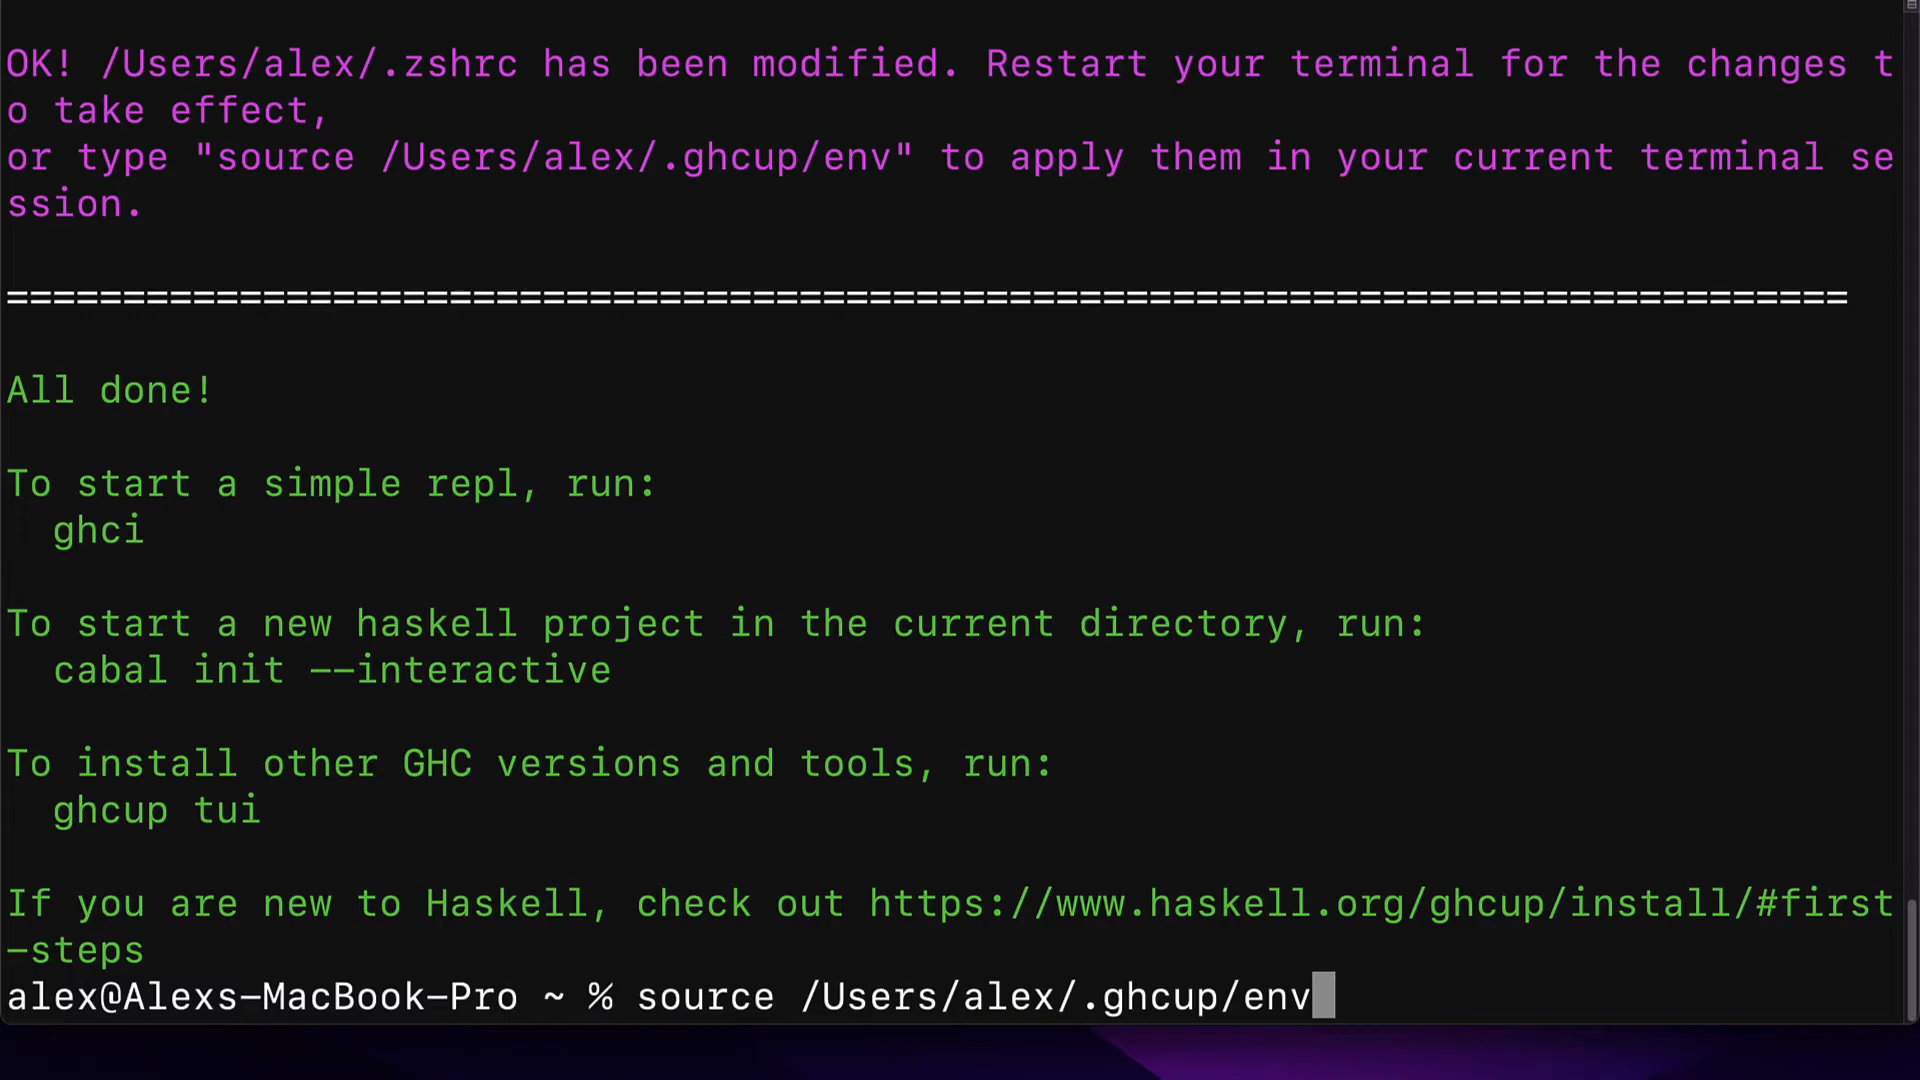 OK! /Users/alex/.zshrc has been modified. Restart your terminal for the changes t
o take effect,
or type "source /Users/alex/.ghcup/env" to apply them in your current terminal se
ssion.
===============================================================================
All done!
To start a simple repl, run:
  ghci
To start a new haskell project in the current directory, run:
  cabal init --interactive
To install other GHC versions and tools, run:
  ghcup tui
If you are new to Haskell, check out https://www.haskell.org/ghcup/install/#first
-steps
alex@Alexs-MacBook-Pro ~ % source /Users/alex/.ghcup/env